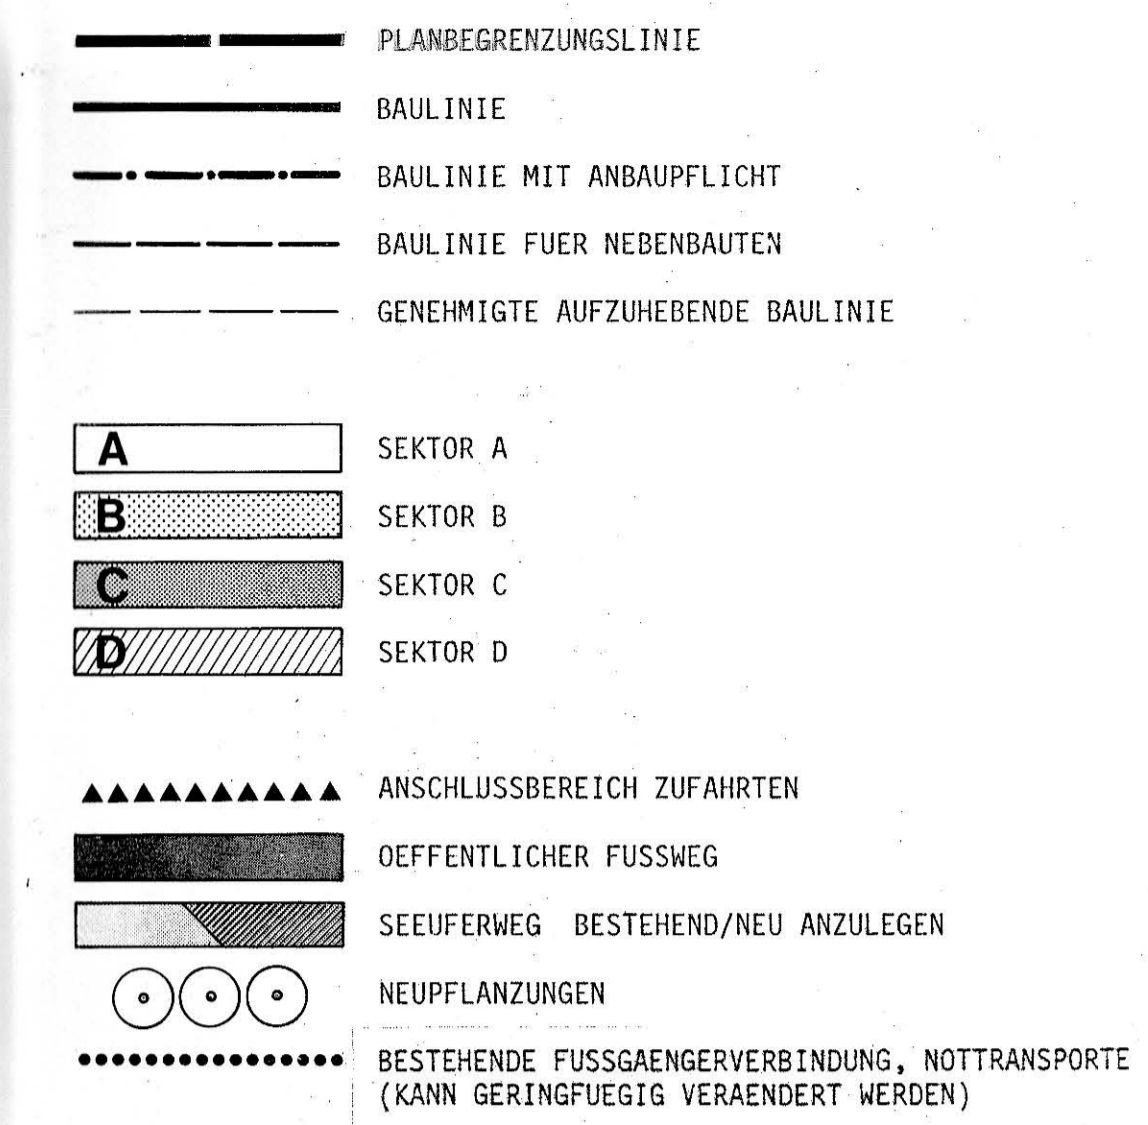 PLANBEGRENZUNGSLINIE
BAULINIE
BAULINIE MIT ANBAUPFLICHT
BAULINIE FUER NEBENBAUTEN
GENEHMIGTE AUFZUHEBENDE BAULINIE
A SEKTOR A
B SEKTOR B
C SEKTOR C
D SEKTOR D
ANSCHLUSSBEREICH ZUFAHRTEN
OEFFENTLICHER FUSSWEG
SEEUFERWEG BESTEHEND/NEU ANZULEGEN
NEUPFLANZUNGEN
BESTEHENDE FUSSGAENGERVERBINDUNG, NOTTRANSPORTE
(KANN GERINGFUEGIG VERAENDERT WERDEN)